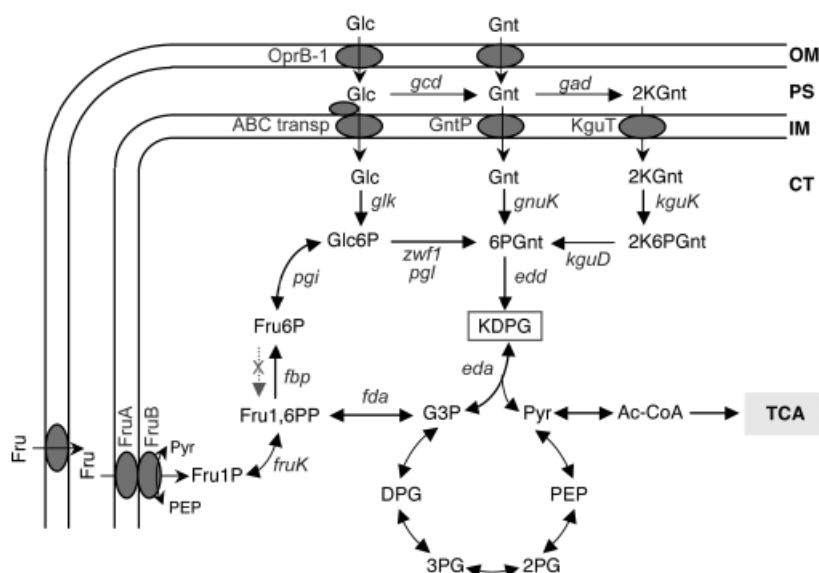 Glc Gnt
OprB-1 OM
Glc gcd Gnt gad 2KGnt PS
ABC transp GntP KguT IM
Glc Gnt 2KGnt CT
glk gnuK kguK
Glc6P zwf1 6PGnt kguD 2K6PGnt
pgl
pgi edd
Fru6P KDPG
X fbp eda
FruA FruB Fru1,6PP fda G3P Pyr Ac-CoA TCA
Fru Fru Pyr Fru1P fruK
PEP
DPG PEP
3PG 2PG